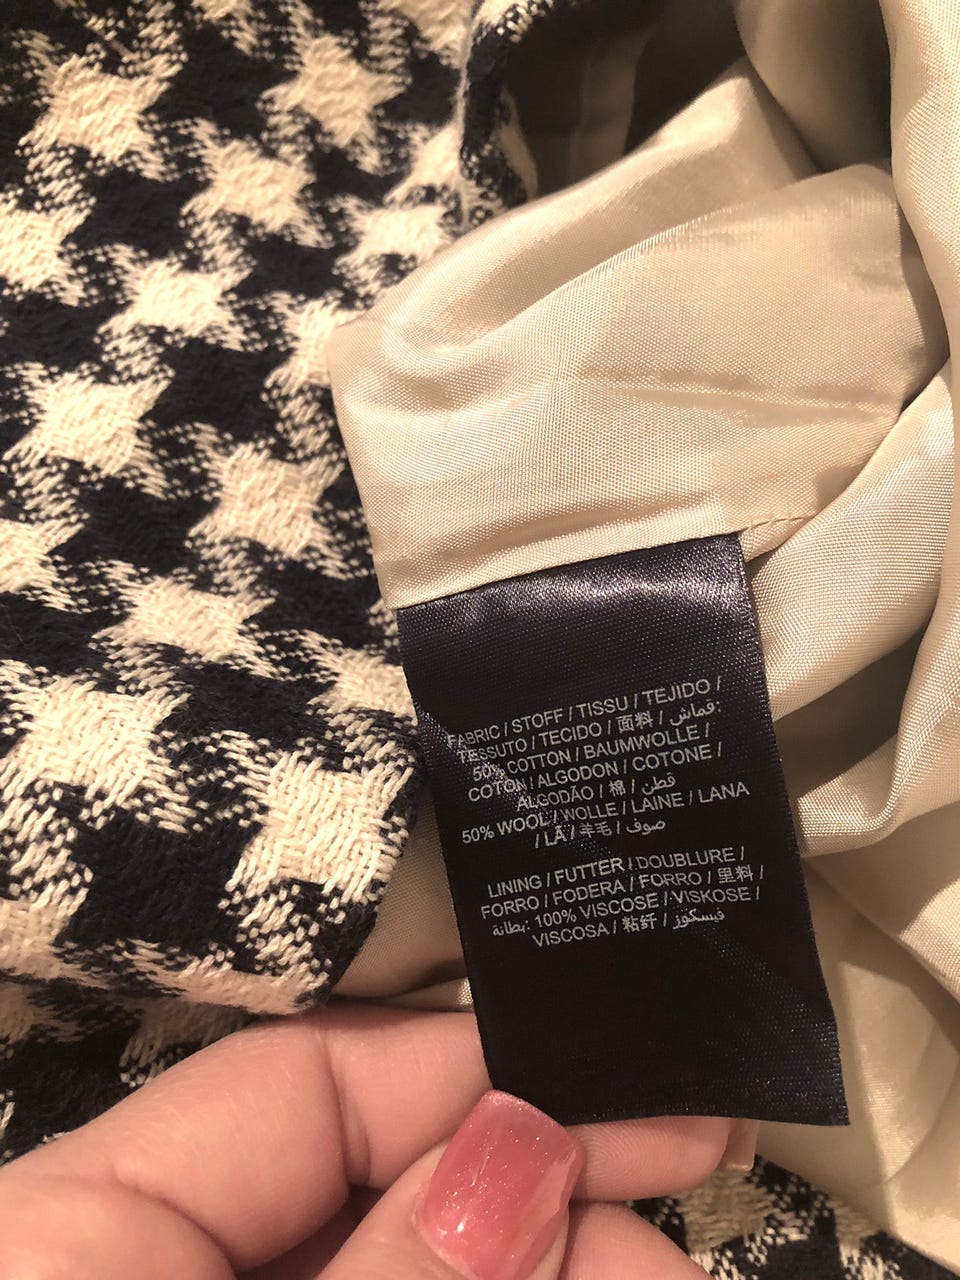 FABRIC / STOFF / TISSU / TEJIDO /
TESSUTO / TECIDO / 面料 / قماش:
50% COTTON / BAUMWOLLE /
COTON / ALGODON / COTONE /
ALGODÃO / 棉 / قطن
50% WOOL / WOLLE / LAINE / LANA
/ LÃ / 羊毛 / صوف
LINING / FUTTER / DOUBLURE /
FORRO / FODERA / FORRO / 里料 /
بطانة: 100% VISCOSE / VISKOSE /
VISCOSA / 粘纤 / فيسكوز